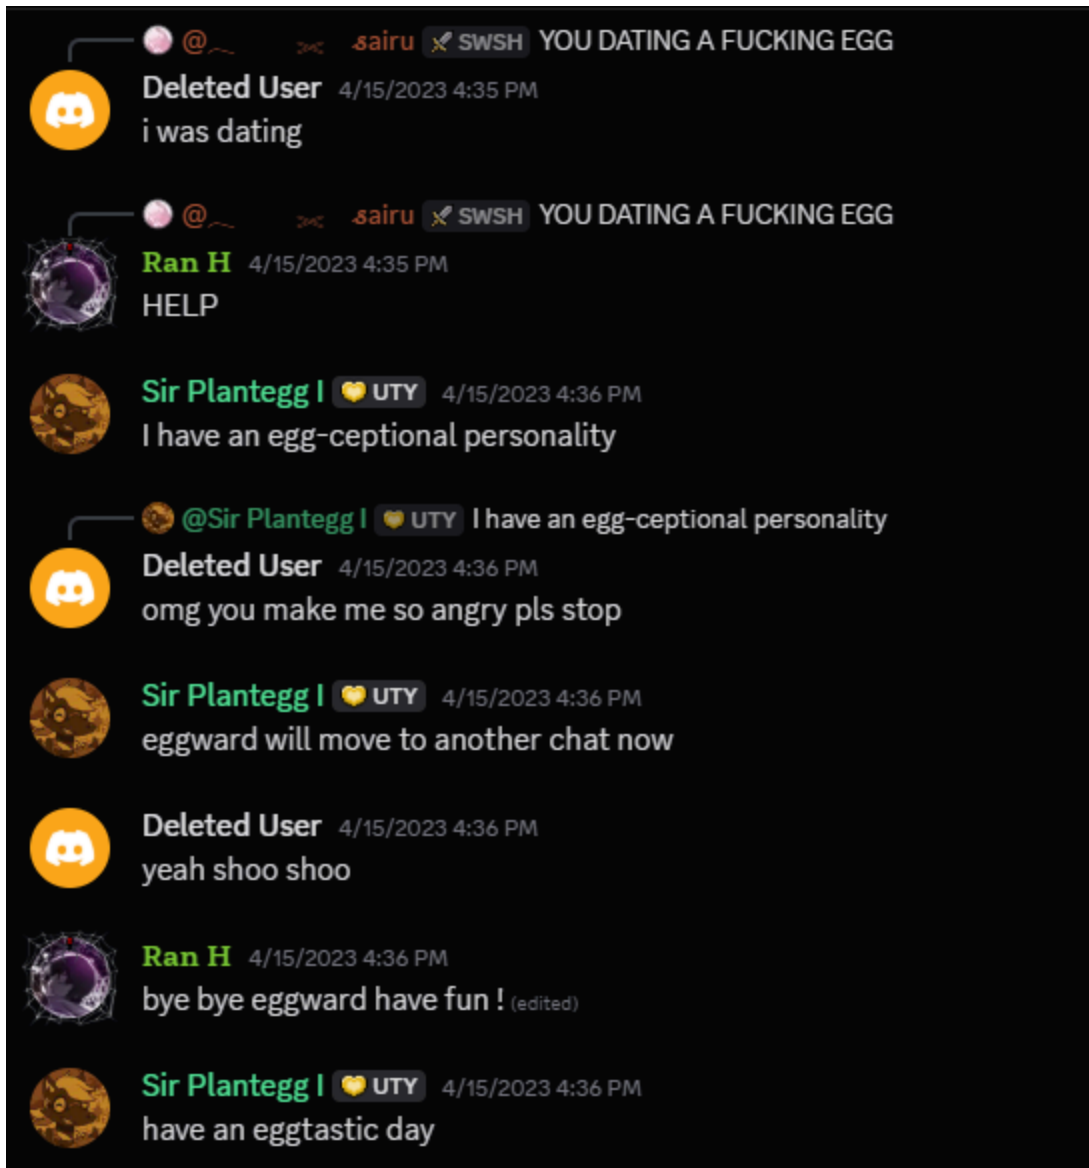 @ sairu SWSH YOU DATING A FUCKING EGG
Deleted User 4/15/2023 4:35 PM
i was dating
@ sairu SWSH YOU DATING A FUCKING EGG
Ran H 4/15/2023 4:35 PM
HELP
Sir Plantegg I UTY 4/15/2023 4:36 PM
I have an egg-ceptional personality
@Sir Plantegg I UTY I have an egg-ceptional personality
Deleted User 4/15/2023 4:36 PM
omg you make me so angry pls stop
Sir Plantegg I UTY 4/15/2023 4:36 PM
eggward will move to another chat now
Deleted User 4/15/2023 4:36 PM
yeah shoo shoo
Ran H 4/15/2023 4:36 PM
bye bye eggward have fun ! (edited)
Sir Plantegg I UTY 4/15/2023 4:36 PM
have an eggtastic day